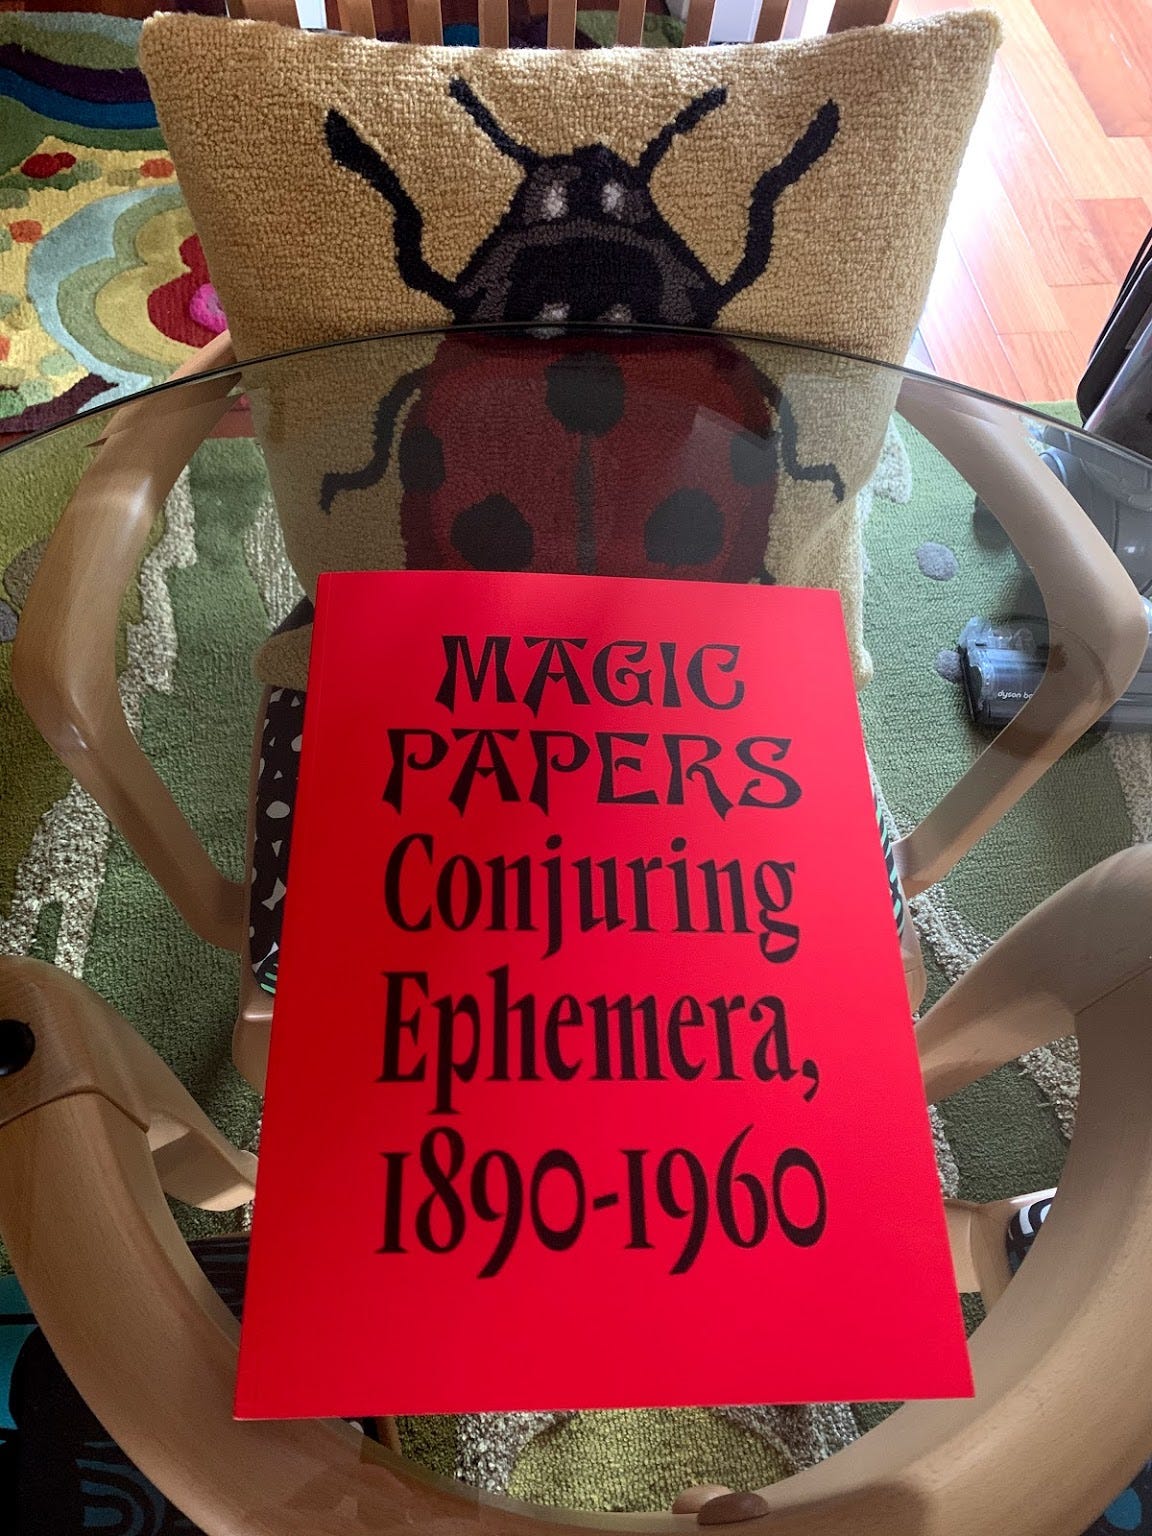 MAGIC
PAPERS
Conjuring
Ephemera,
1890-1960
dyson